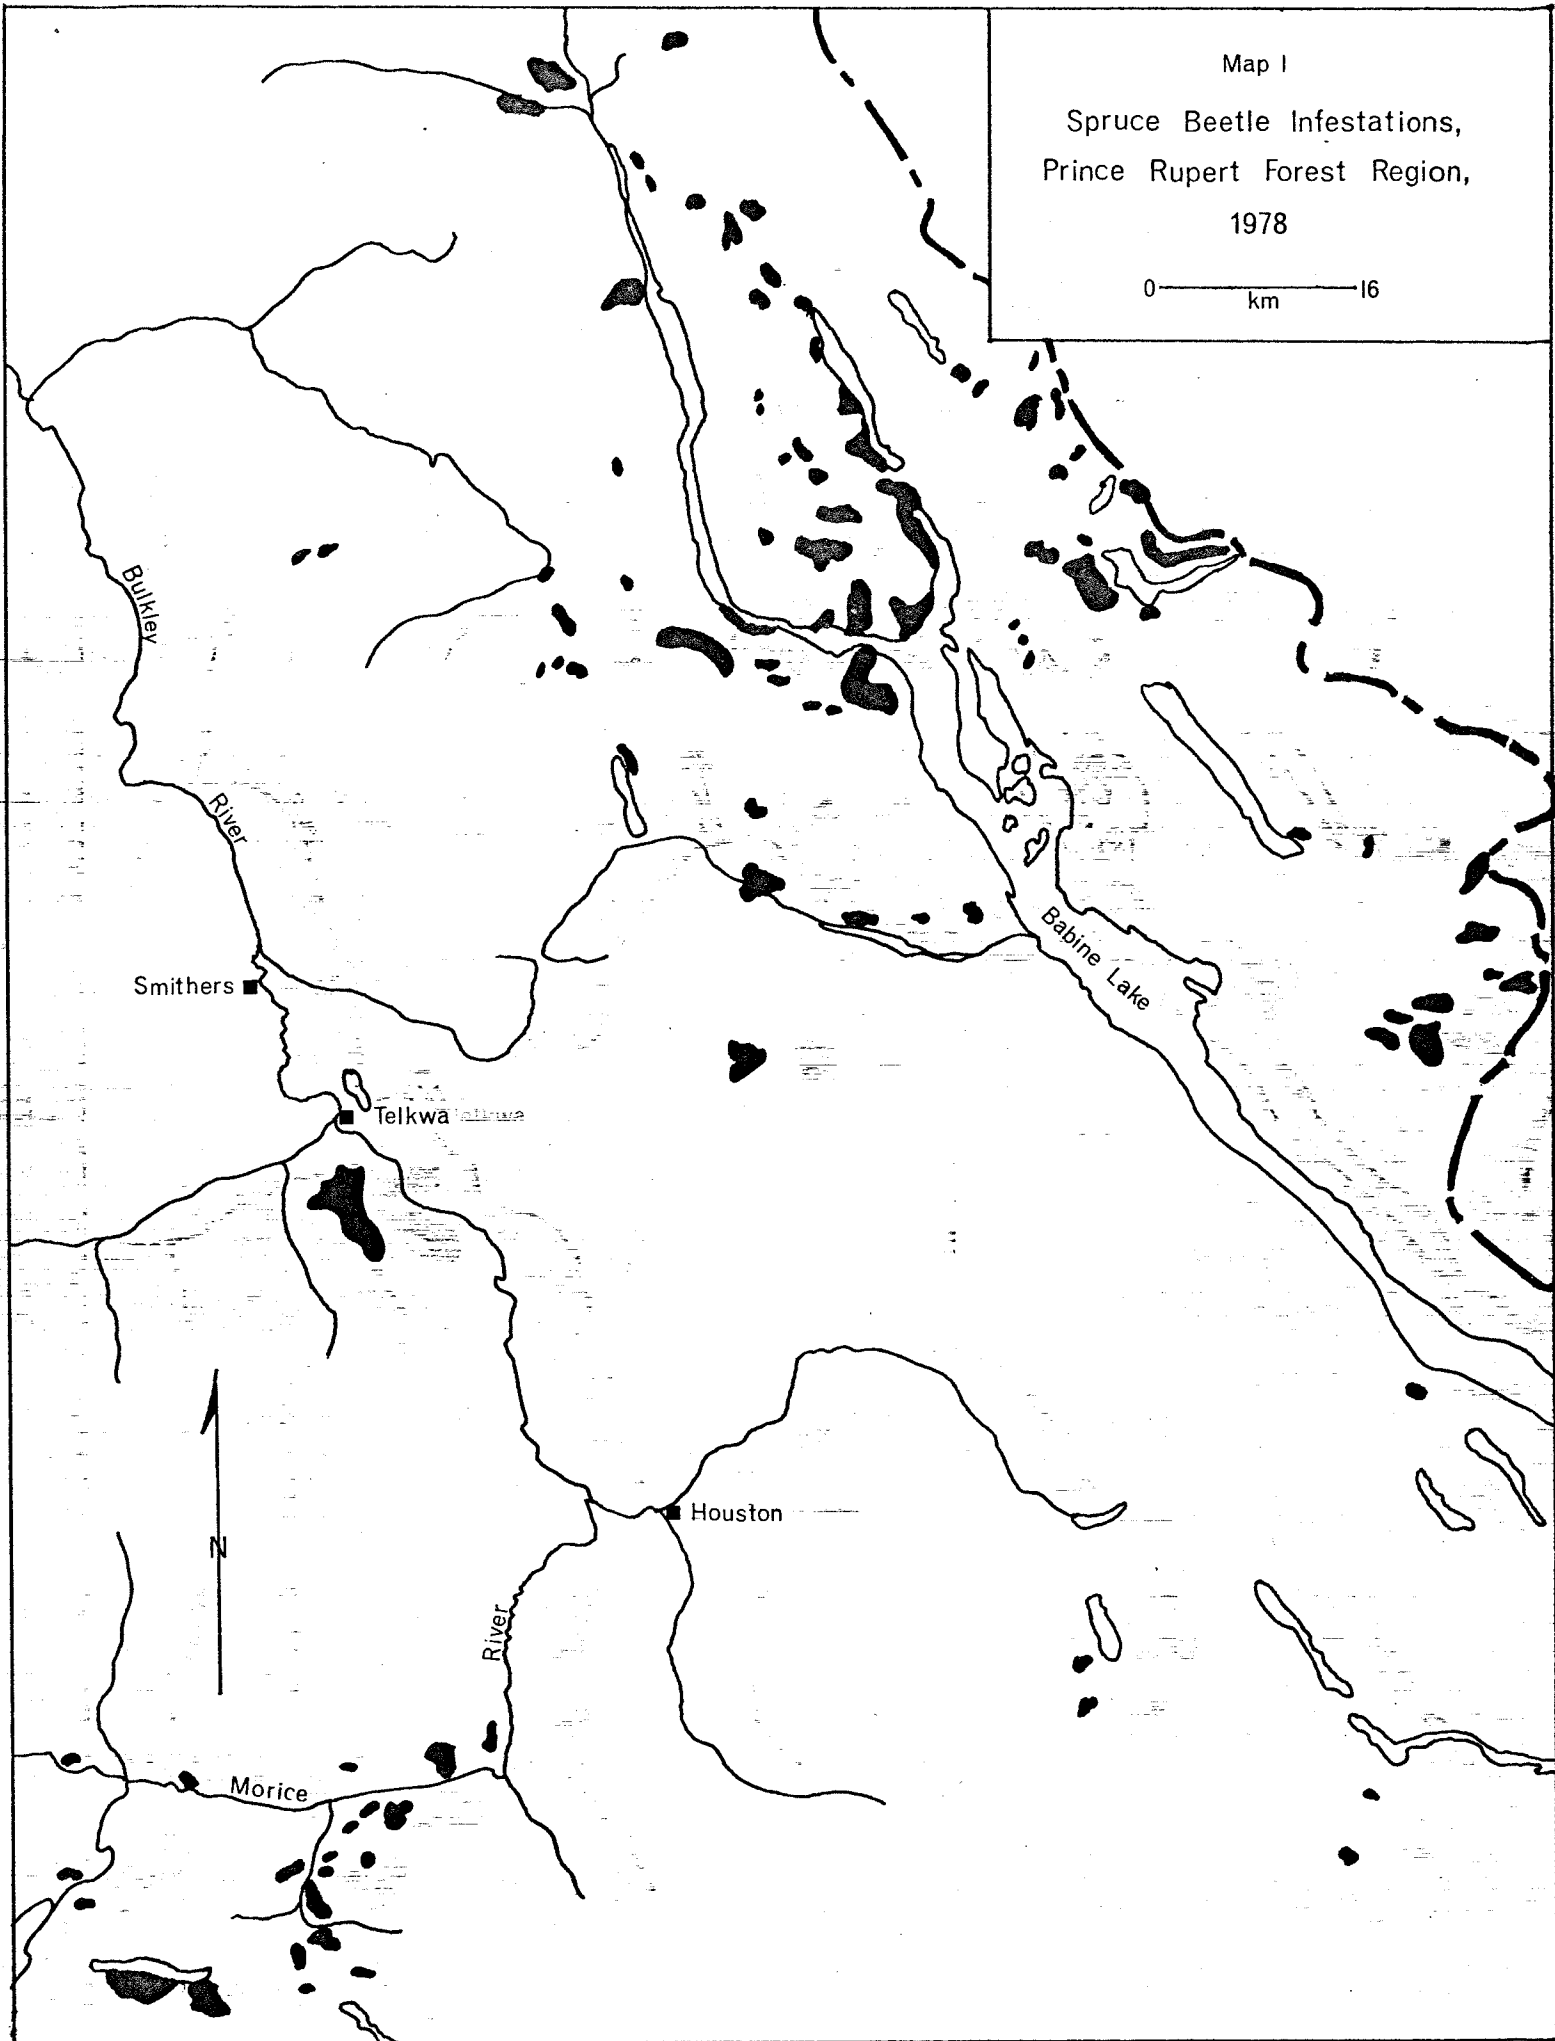 Map I
Spruce Beetle Infestations,
Prince Rupert Forest Region,
1978
0 16
km
Bulkley
River
Babine Lake
Smithers
Telkwa
Houston
N
River
Morice